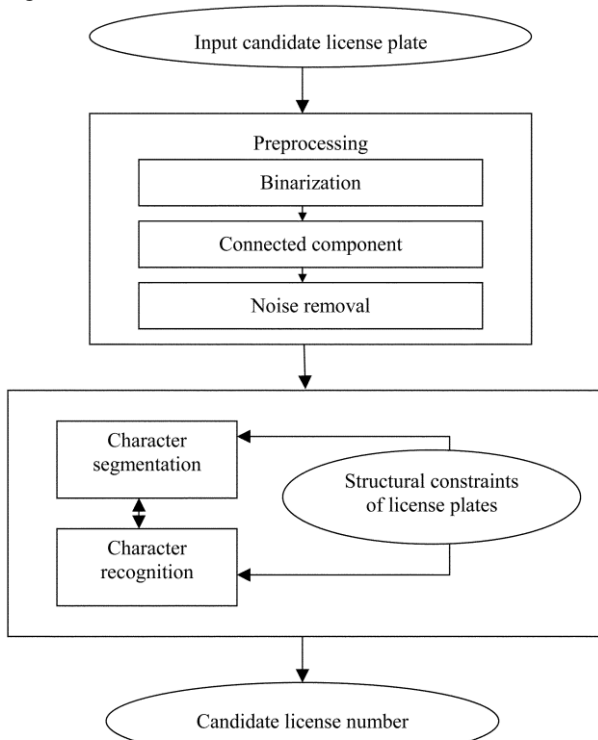 Input candidate license plate
Preprocessing
Binarization
Connected component
Noise removal
Character
segmentation
Structural constraints
of license plates
Character
recognition
Candidate license number